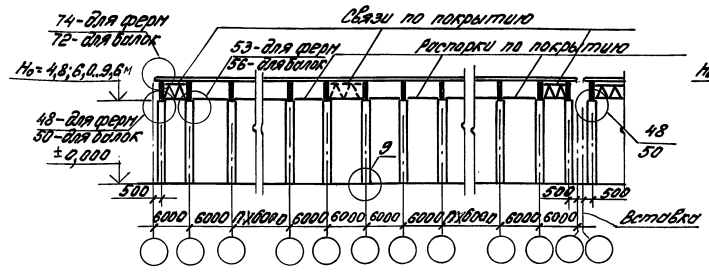 74-для ферм
72-для балок
Связи по покрытию
53-для ферм
56-для балок
Распорки по покрытию
Н₀=4,8; 6,0...9,6 м
Н₀
48-для ферм
50-для балок
±0,000
48
50
9
500
500
500
6000 6000 п×6000 6000 6000 6000 6000 п×6000 6000 6000
Вставка